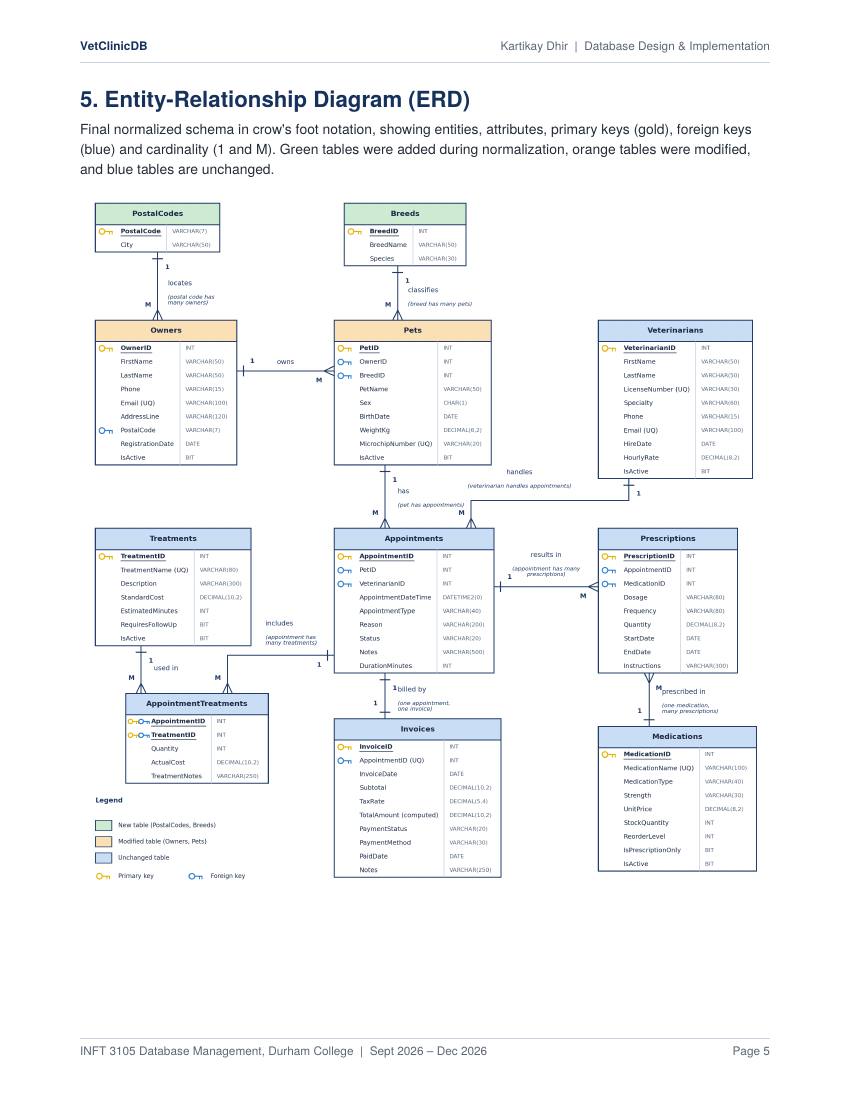 VetClinicDB
Kartikay Dhir | Database Design & Implementation
5. Entity-Relationship Diagram (ERD)
Final normalized schema in crow's foot notation, showing entities, attributes, primary keys (gold), foreign keys
(blue) and cardinality (1 and M). Green tables were added during normalization, orange tables were modified,
and blue tables are unchanged.
PostalCodes
PostalCode VARCHAR(7)
City VARCHAR(50)
Breeds
BreedID INT
BreedName VARCHAR(50)
Species VARCHAR(30)
1
locates
(postal code has
many owners)
M
1
classifies
(breed has many pets)
M
Owners
OwnerID INT
FirstName VARCHAR(50)
LastName VARCHAR(50)
Phone VARCHAR(15)
Email (UQ) VARCHAR(100)
AddressLine VARCHAR(120)
PostalCode VARCHAR(7)
RegistrationDate DATE
IsActive BIT
1
owns
M
Pets
PetID INT
OwnerID INT
BreedID INT
PetName VARCHAR(50)
Sex CHAR(1)
BirthDate DATE
WeightKg DECIMAL(6,2)
MicrochipNumber (UQ) VARCHAR(20)
IsActive BIT
Veterinarians
VeterinarianID INT
FirstName VARCHAR(50)
LastName VARCHAR(50)
LicenseNumber (UQ) VARCHAR(30)
Specialty VARCHAR(60)
Phone VARCHAR(15)
Email (UQ) VARCHAR(100)
HireDate DATE
HourlyRate DECIMAL(8,2)
IsActive BIT
1
has
(pet has appointments)
M
handles
(veterinarian handles appointments)
1
M
Treatments
TreatmentID INT
TreatmentName (UQ) VARCHAR(80)
Description VARCHAR(300)
StandardCost DECIMAL(10,2)
EstimatedMinutes INT
RequiresFollowUp BIT
IsActive BIT
Appointments
AppointmentID INT
PetID INT
VeterinarianID INT
AppointmentDateTime DATETIME2(0)
AppointmentType VARCHAR(40)
Reason VARCHAR(200)
Status VARCHAR(20)
Notes VARCHAR(500)
DurationMinutes INT
results in
(appointment has many
prescriptions)
1
M
Prescriptions
PrescriptionID INT
AppointmentID INT
MedicationID INT
Dosage VARCHAR(80)
Frequency VARCHAR(80)
Quantity DECIMAL(8,2)
StartDate DATE
EndDate DATE
Instructions VARCHAR(300)
includes
(appointment has
many treatments)
1
M
1
used in
M
AppointmentTreatments
AppointmentID INT
TreatmentID INT
Quantity INT
ActualCost DECIMAL(10,2)
TreatmentNotes VARCHAR(250)
1
billed by
(one appointment,
one invoice)
1
Invoices
InvoiceID INT
AppointmentID (UQ) INT
InvoiceDate DATE
Subtotal DECIMAL(10,2)
TaxRate DECIMAL(5,4)
TotalAmount (computed) DECIMAL(10,2)
PaymentStatus VARCHAR(20)
PaymentMethod VARCHAR(30)
PaidDate DATE
Notes VARCHAR(250)
M
prescribed in
(one medication,
many prescriptions)
1
Medications
MedicationID INT
MedicationName (UQ) VARCHAR(100)
MedicationType VARCHAR(40)
Strength VARCHAR(30)
UnitPrice DECIMAL(8,2)
StockQuantity INT
ReorderLevel INT
IsPrescriptionOnly BIT
IsActive BIT
Legend
New table (PostalCodes, Breeds)
Modified table (Owners, Pets)
Unchanged table
Primary key
Foreign key
INFT 3105 Database Management, Durham College | Sept 2026 – Dec 2026
Page 5